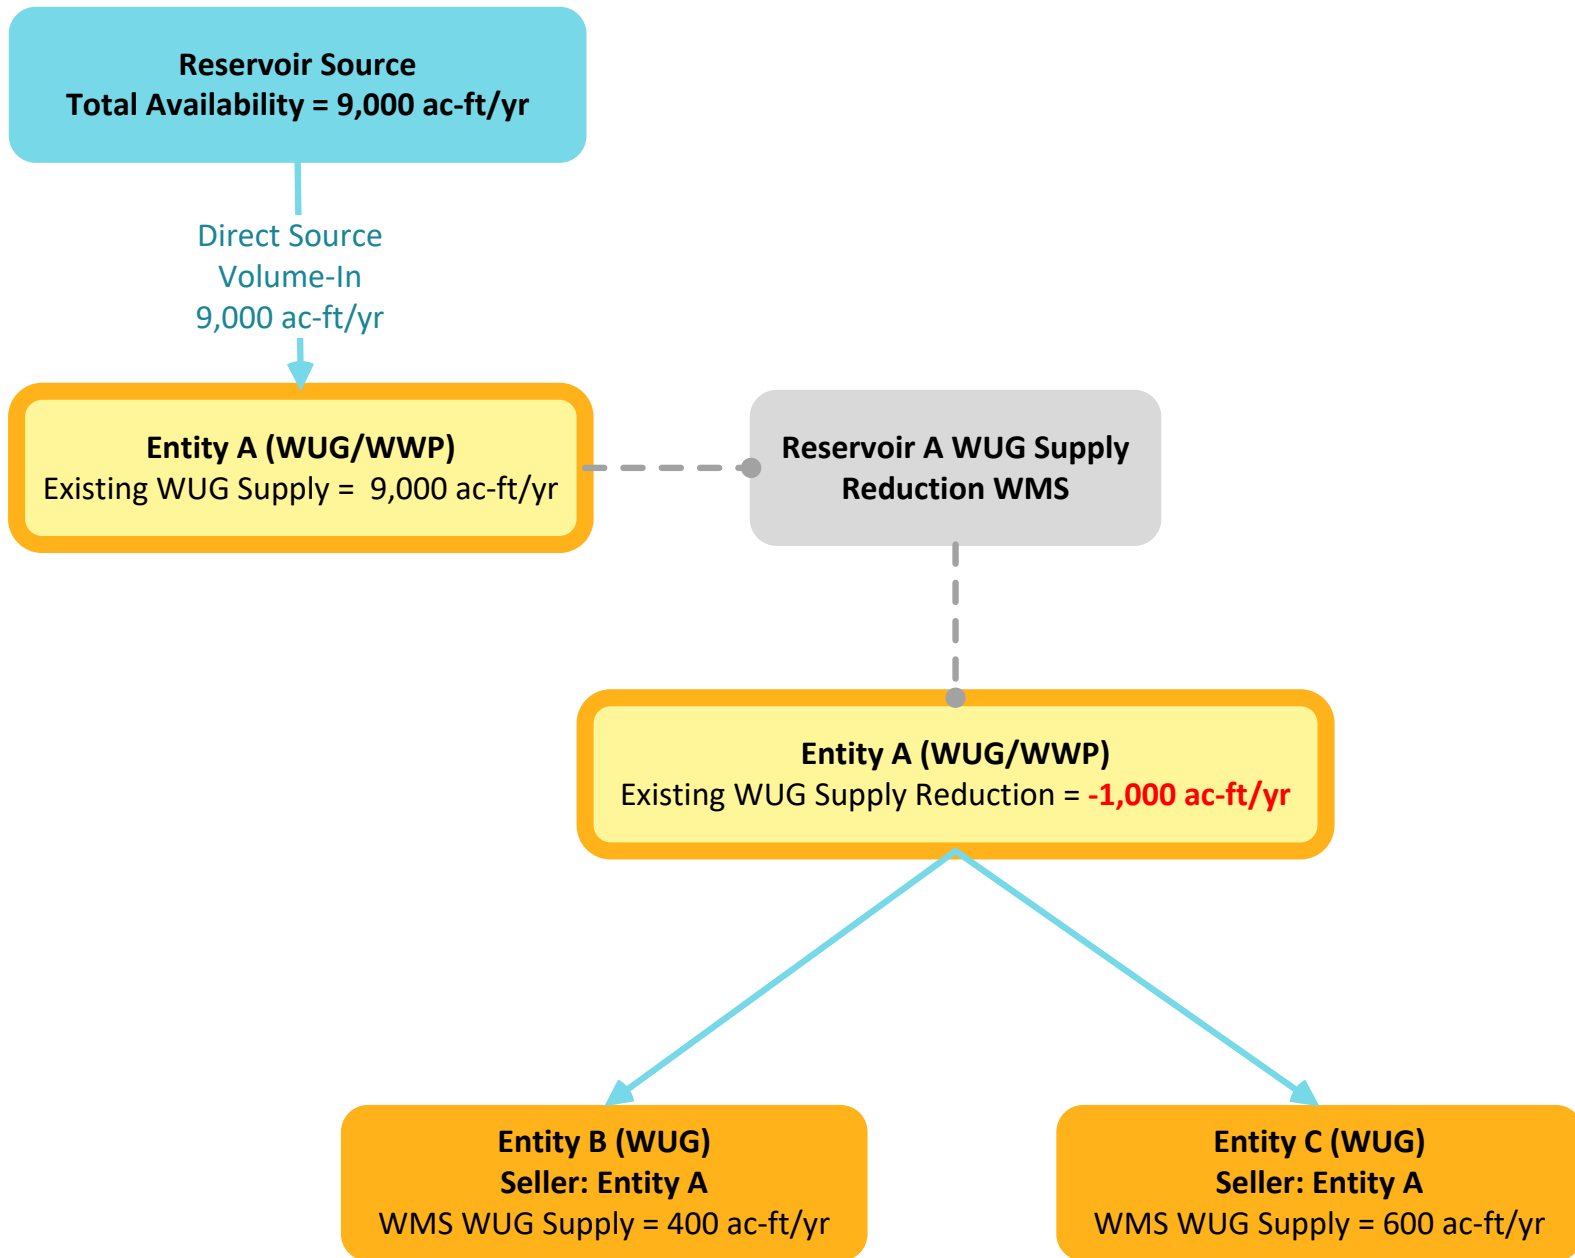 Reservoir Source
Total Availability = 9,000 ac-ft/yr
Direct Source
Volume-In
9,000 ac-ft/yr
Entity A (WUG/WWP)
Existing WUG Supply = 9,000 ac-ft/yr
Reservoir A WUG Supply
Reduction WMS
Entity A (WUG/WWP)
Existing WUG Supply Reduction = -1,000 ac-ft/yr
Entity B (WUG)
Seller: Entity A
WMS WUG Supply = 400 ac-ft/yr
Entity C (WUG)
Seller: Entity A
WMS WUG Supply = 600 ac-ft/yr